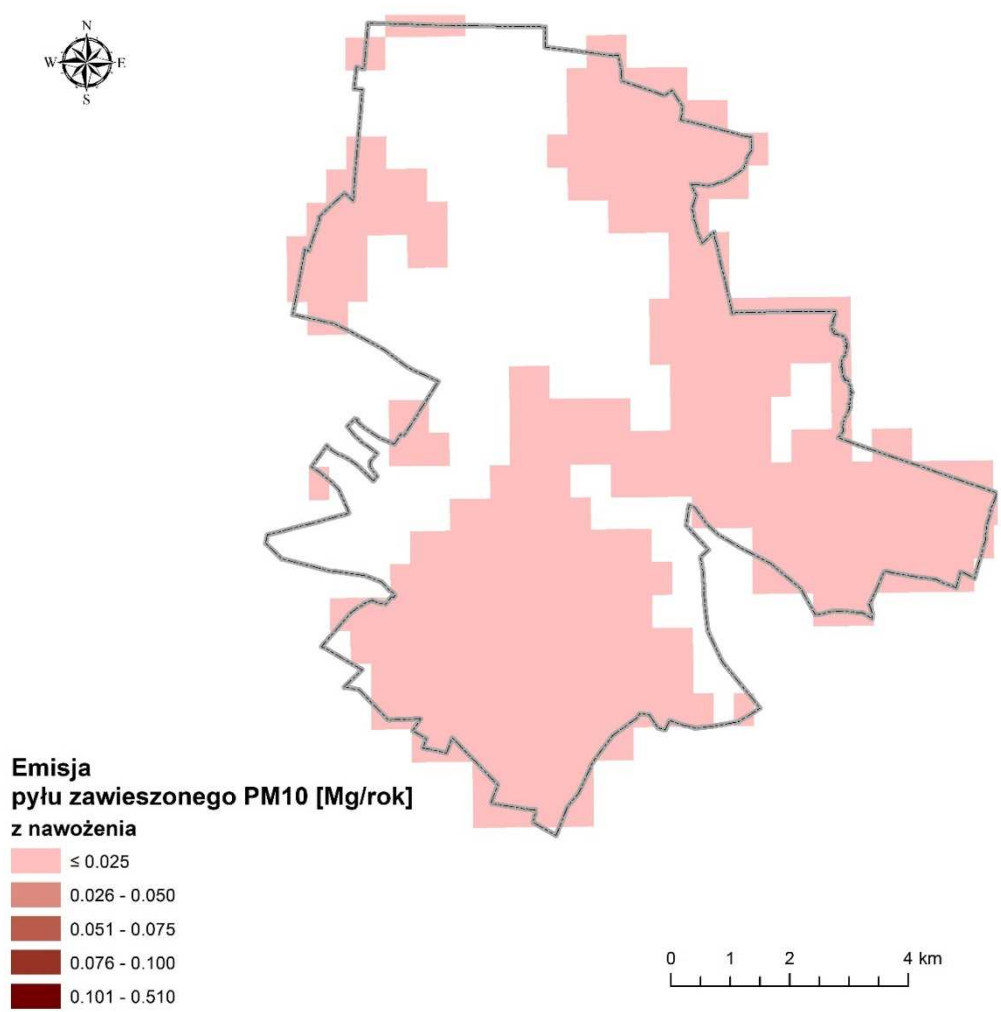 N
W E
S
Emisja
pyłu zawieszonego PM10 [Mg/rok]
z nawożenia
≤ 0.025
0.026 - 0.050
0.051 - 0.075
0.076 - 0.100
0.101 - 0.510
0 1 2 4 km